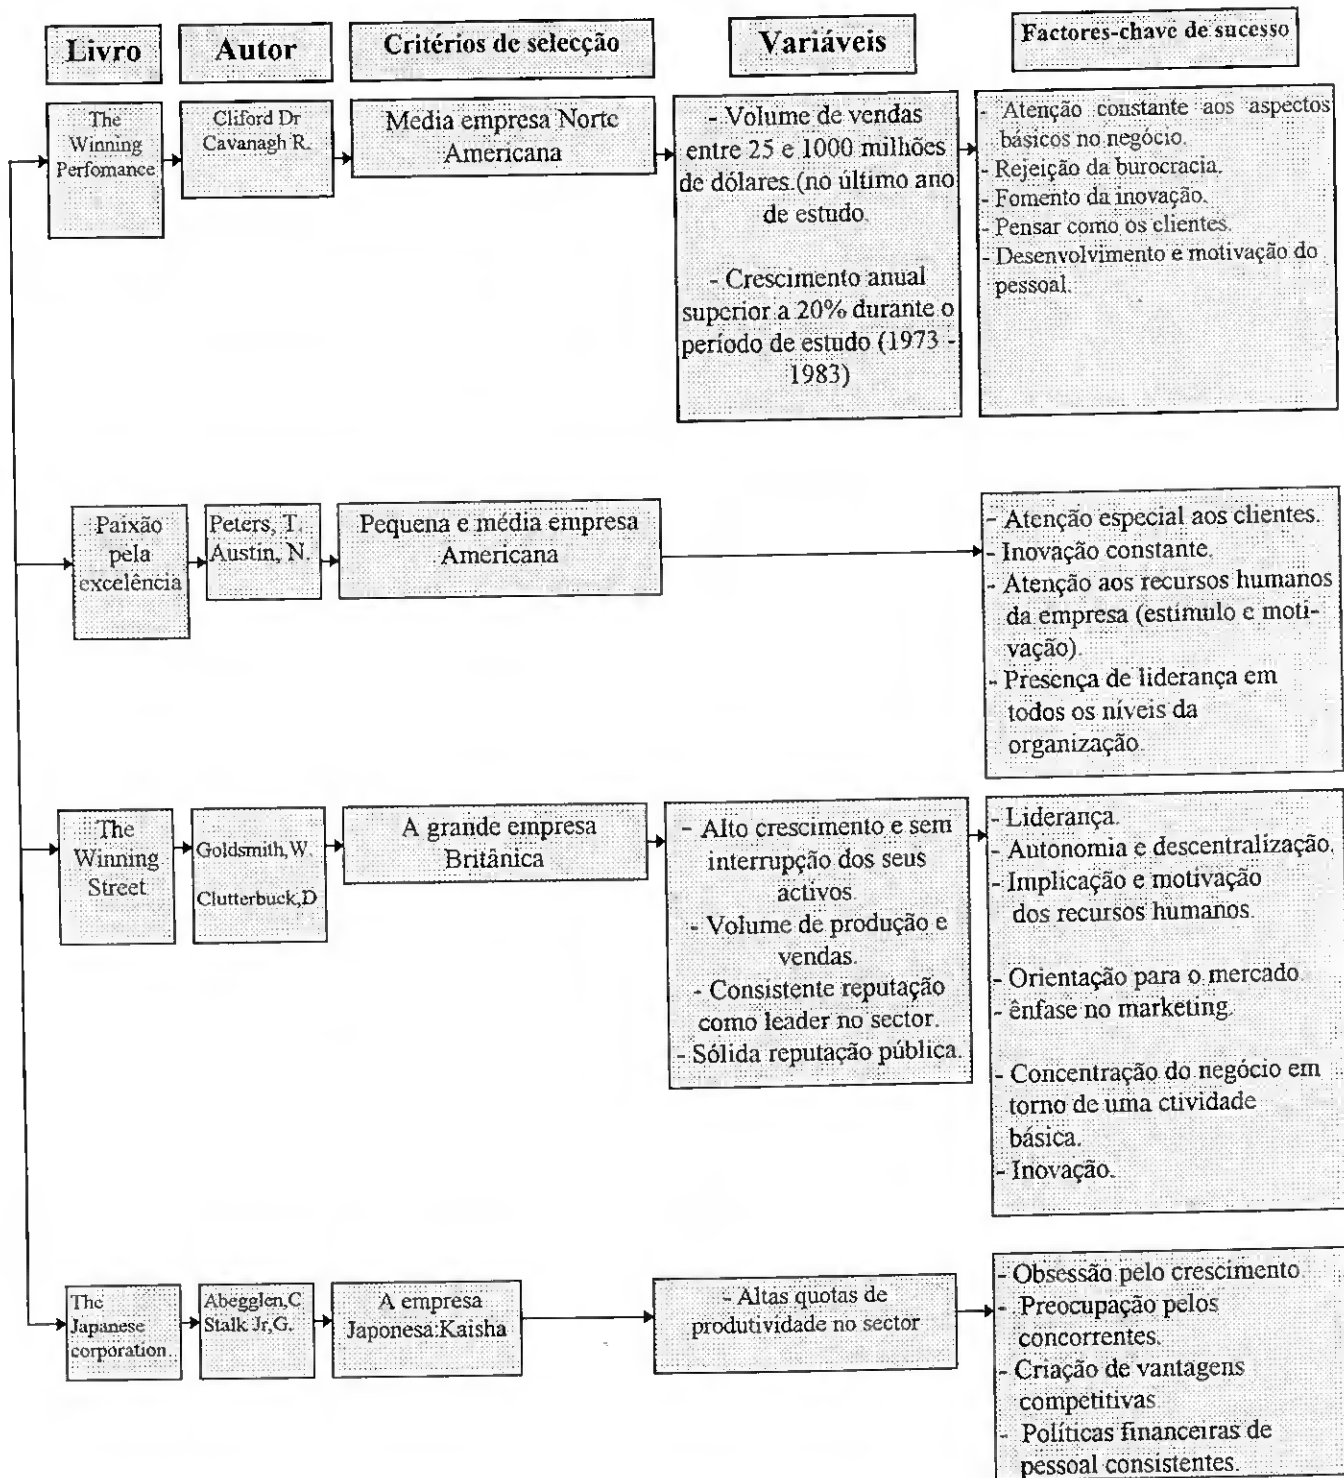 Livro
Autor
Critérios de selecção
Variáveis
Factores-chave de sucesso
The
Winning
Perfomance
Cliford Dr
Cavanagh R.
Média empresa Norte
Americana
- Volume de vendas
entre 25 e 1000 milhões
de dólares.(no último ano
de estudo.
- Crescimento anual
superior a 20% durante o
período de estudo (1973 -
1983)
- Atenção constante aos aspectos
básicos no negócio.
- Rejeição da burocracia.
- Fomento da inovação.
- Pensar como os clientes.
- Desenvolvimento e motivação do
pessoal.
Paixão
pela
excelência
Peters, T.
Austin, N.
Pequena e média empresa
Americana
- Atenção especial aos clientes.
- Inovação constante.
- Atenção aos recursos humanos
da empresa (estímulo e moti-
vação).
- Presença de liderança em
todos os níveis da
organização.
The
Winning
Street
Goldsmith,W.
Clutterbuck,D
A grande empresa
Britânica
- Alto crescimento e sem
interrupção dos seus
activos.
- Volume de produção e
vendas.
- Consistente reputação
como leader no sector.
- Sólida reputação pública.
- Liderança.
- Autonomia e descentralização.
- Implicação e motivação
dos recursos humanos.
- Orientação para o mercado.
- ênfase no marketing.
- Concentração do negócio em
torno de uma ctividade
básica.
- Inovação.
The
Japanese
corporation.
Abegglen,C
Stalk Jr,G.
A empresa
Japonesa:Kaisha
- Altas quotas de
produtividade no sector
- Obsessão pelo crescimento
- Preocupação pelos
concorrentes.
- Criação de vantagens
competitivas
- Políticas financeiras de
pessoal consistentes.